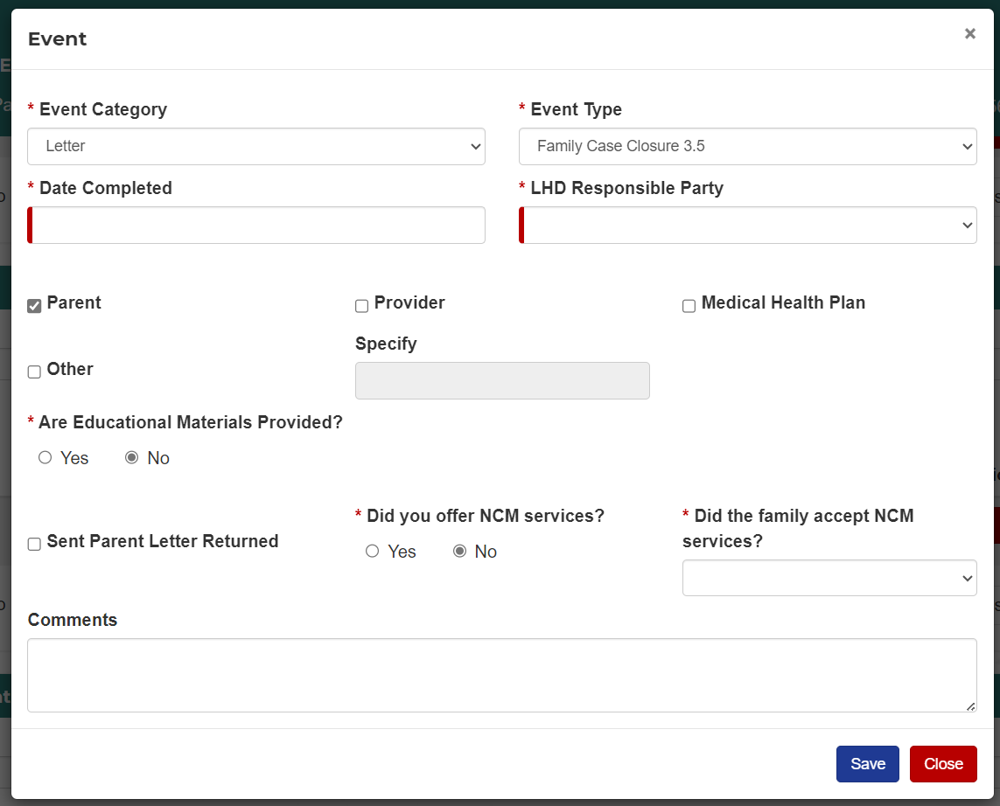 Event
×
* Event Category
* Event Type
Letter
Family Case Closure 3.5
* Date Completed
* LHD Responsible Party
Parent
Provider
Medical Health Plan
Specify
Other
* Are Educational Materials Provided?
Yes
No
* Did you offer NCM services?
* Did the family accept NCM
services?
Sent Parent Letter Returned
Yes
No
Comments
Save
Close